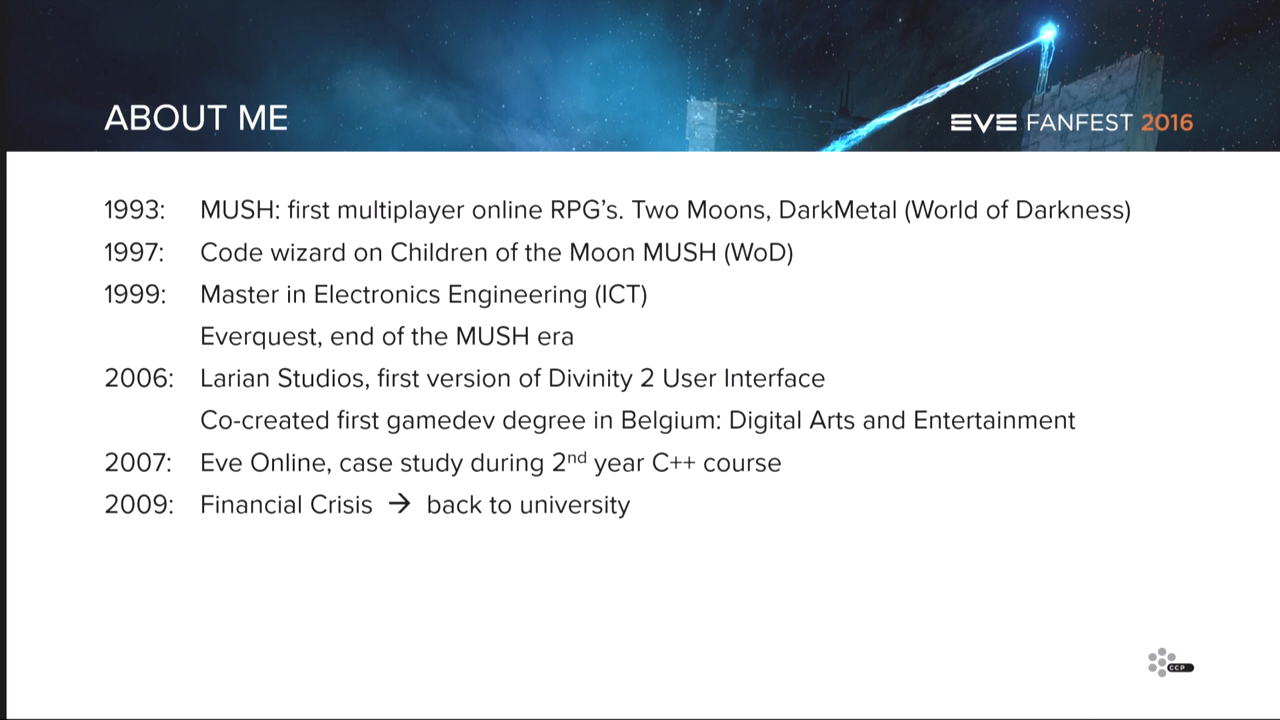 ABOUT ME
EVE FANFEST 2016
1993: MUSH: first multiplayer online RPG’s. Two Moons, DarkMetal (World of Darkness)
1997: Code wizard on Children of the Moon MUSH (WoD)
1999: Master in Electronics Engineering (ICT)
Everquest, end of the MUSH era
2006: Larian Studios, first version of Divinity 2 User Interface
Co-created first gamedev degree in Belgium: Digital Arts and Entertainment
2007: Eve Online, case study during 2nd year C++ course
2009: Financial Crisis → back to university
CCP